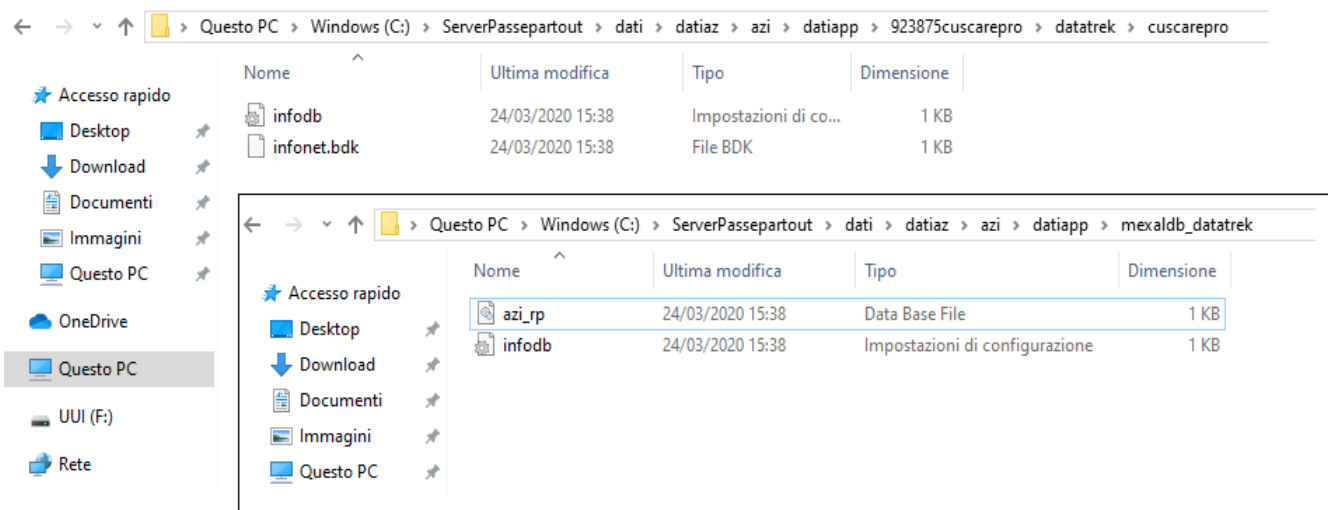 Questo PC > Windows (C:) > ServerPassepartout > dati > datiaz > azi > datiapp > 923875cuscarepro > datatrek > cuscarepro
Accesso rapido
Desktop
Download
Documenti
Immagini
Questo PC
OneDrive
Questo PC
UUI (F:)
Rete
Nome Ultima modifica Tipo Dimensione
infodb 24/03/2020 15:38 Impostazioni di co... 1 KB
infonet.bdk 24/03/2020 15:38 File BDK 1 KB
Questo PC > Windows (C:) > ServerPassepartout > dati > datiaz > azi > datiapp > mexaldb_datatrek
Accesso rapido
Desktop
Download
Documenti
Immagini
Questo PC
Nome Ultima modifica Tipo Dimensione
azi_rp 24/03/2020 15:38 Data Base File 1 KB
infodb 24/03/2020 15:38 Impostazioni di configurazione 1 KB